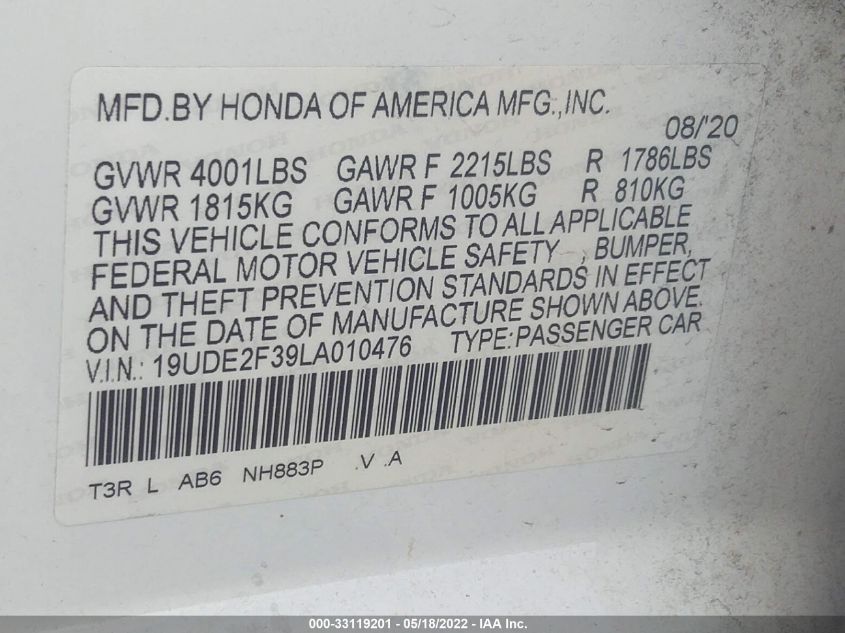 MFD.BY HONDA OF AMERICA MFG.,INC.
08/'20
GVWR 4001LBS GAWR F 2215LBS R 1786LBS
GVWR 1815KG GAWR F 1005KG R 810KG
THIS VEHICLE CONFORMS TO ALL APPLICABLE
FEDERAL MOTOR VEHICLE SAFETY , BUMPER,
AND THEFT PREVENTION STANDARDS IN EFFECT
ON THE DATE OF MANUFACTURE SHOWN ABOVE.
V.I.N.: 19UDE2F39LA010476 TYPE:PASSENGER CAR
T3R L AB6 NH883P .V .A
000-33119201 - 05/18/2022 - IAA Inc.